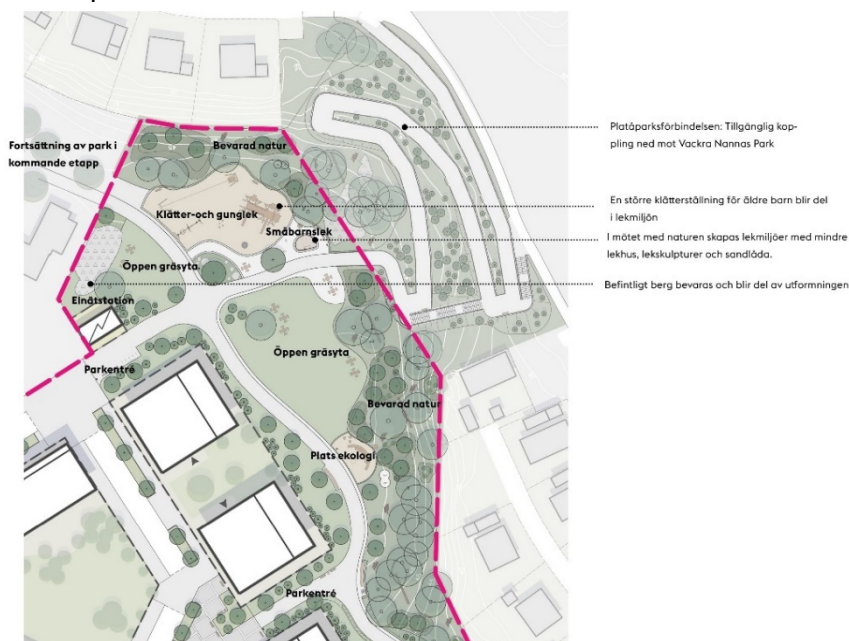 Fortsättning av park i
kommande etapp
Bevarad natur
Klätter-och gunglek
Småbarnslek
Öppen gräsyta
Elnätstation
Parkentré
Öppen gräsyta
Bevarad natur
Plats ekologi
Parkentré
Platåparksförbindelsen: Tillgänglig kop-
pling ned mot Vackra Nannas Park
En större klätterställning för äldre barn blir del
i lekmiljön
I mötet med naturen skapas lekmiljöer med mindre
lekhus, lekskulpturer och sandlåda.
Befintligt berg bevaras och blir del av utformningen